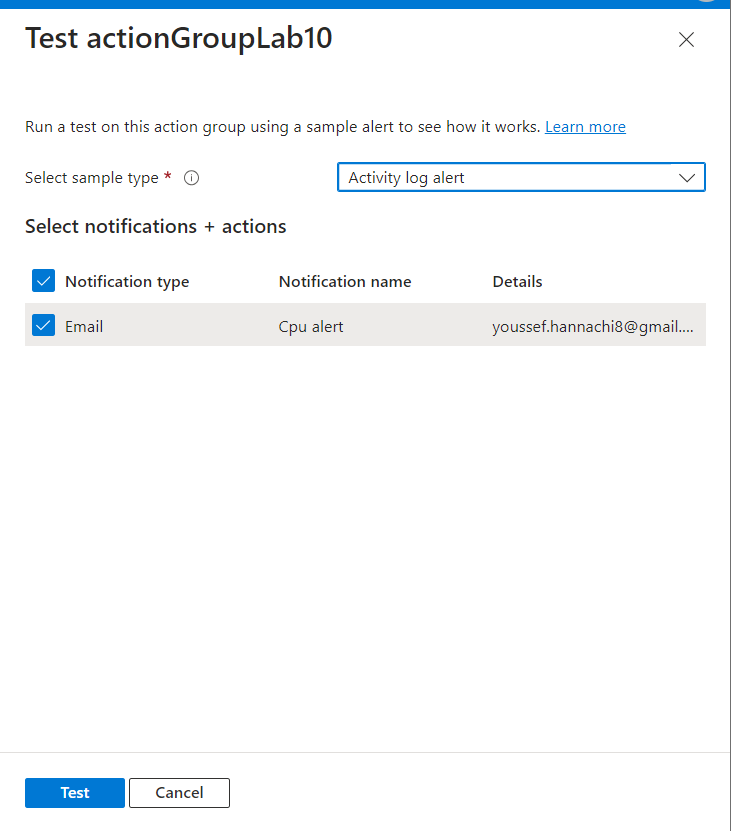 Test actionGroupLab10
Run a test on this action group using a sample alert to see how it works. Learn more
Select sample type * Activity log alert
Select notifications + actions
Notification type Notification name Details
Email Cpu alert youssef.hannachi8@gmail....
Test Cancel